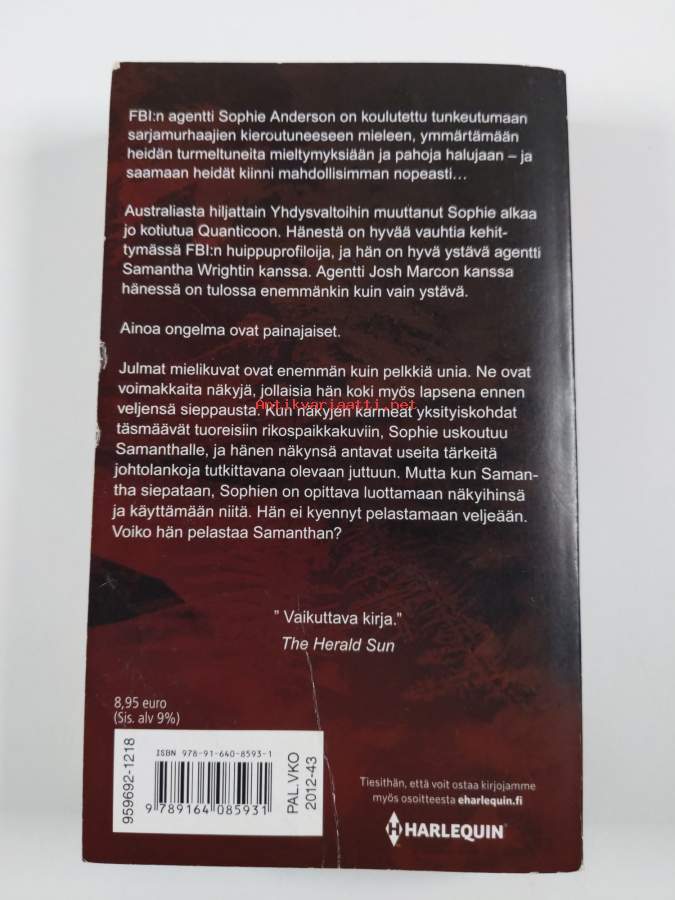 FBI:n agentti Sophie Anderson on koulutettu tunkeutumaan
sarjamurhaajien kieroutuneeseen mieleen, ymmärtämään
heidän turmeltuneita mieltymyksiään ja pahoja halujaan – ja
saamaan heidät kiinni mahdollisimman nopeasti…
Australiasta hiljattain Yhdysvaltoihin muuttanut Sophie alkaa
jo kotiutua Quanticoon. Hänestä on hyvää vauhtia kehit-
tymässä FBI:n huippuprofiloija, ja hän on hyvä ystävä agentti
Samantha Wrightin kanssa. Agentti Josh Marcon kanssa
hänessä on tulossa enemmänkin kuin vain ystävä.
Ainoa ongelma ovat painajaiset.
Julmat mielikuvat ovat enemmän kuin pelkkiä unia. Ne ovat
voimakkaita näkyjä, jollaisia hän koki myös lapsena ennen
Antikvariaatti.net
veljensä sieppausta. Kun näkyjen karmeat yksityiskohdat
täsmäävät tuoreisiin rikospaikkakuviin, Sophie uskoutuu
Samanthalle, ja hänen näkynsä antavat useita tärkeitä
johtolankoja tutkittavana olevaan juttuun. Mutta kun Saman-
tha siepataan, Sophien on opittava luottamaan näkyihinsä
ja käyttämään niitä. Hän ei kyennyt pelastamaan veljeään.
Voiko hän pelastaa Samanthan?
” Vaikuttava kirja."
The Herald Sun
8,95 euro
(Sis. alv 9%)
959692-1218
ISBN 978-91-640-8593-1
9 789164 085931
PAL.VKO
2012-43
Tiesithän, että voit ostaa kirjojamme
myös osoitteesta eharlequin.fi
HARLEQUIN®